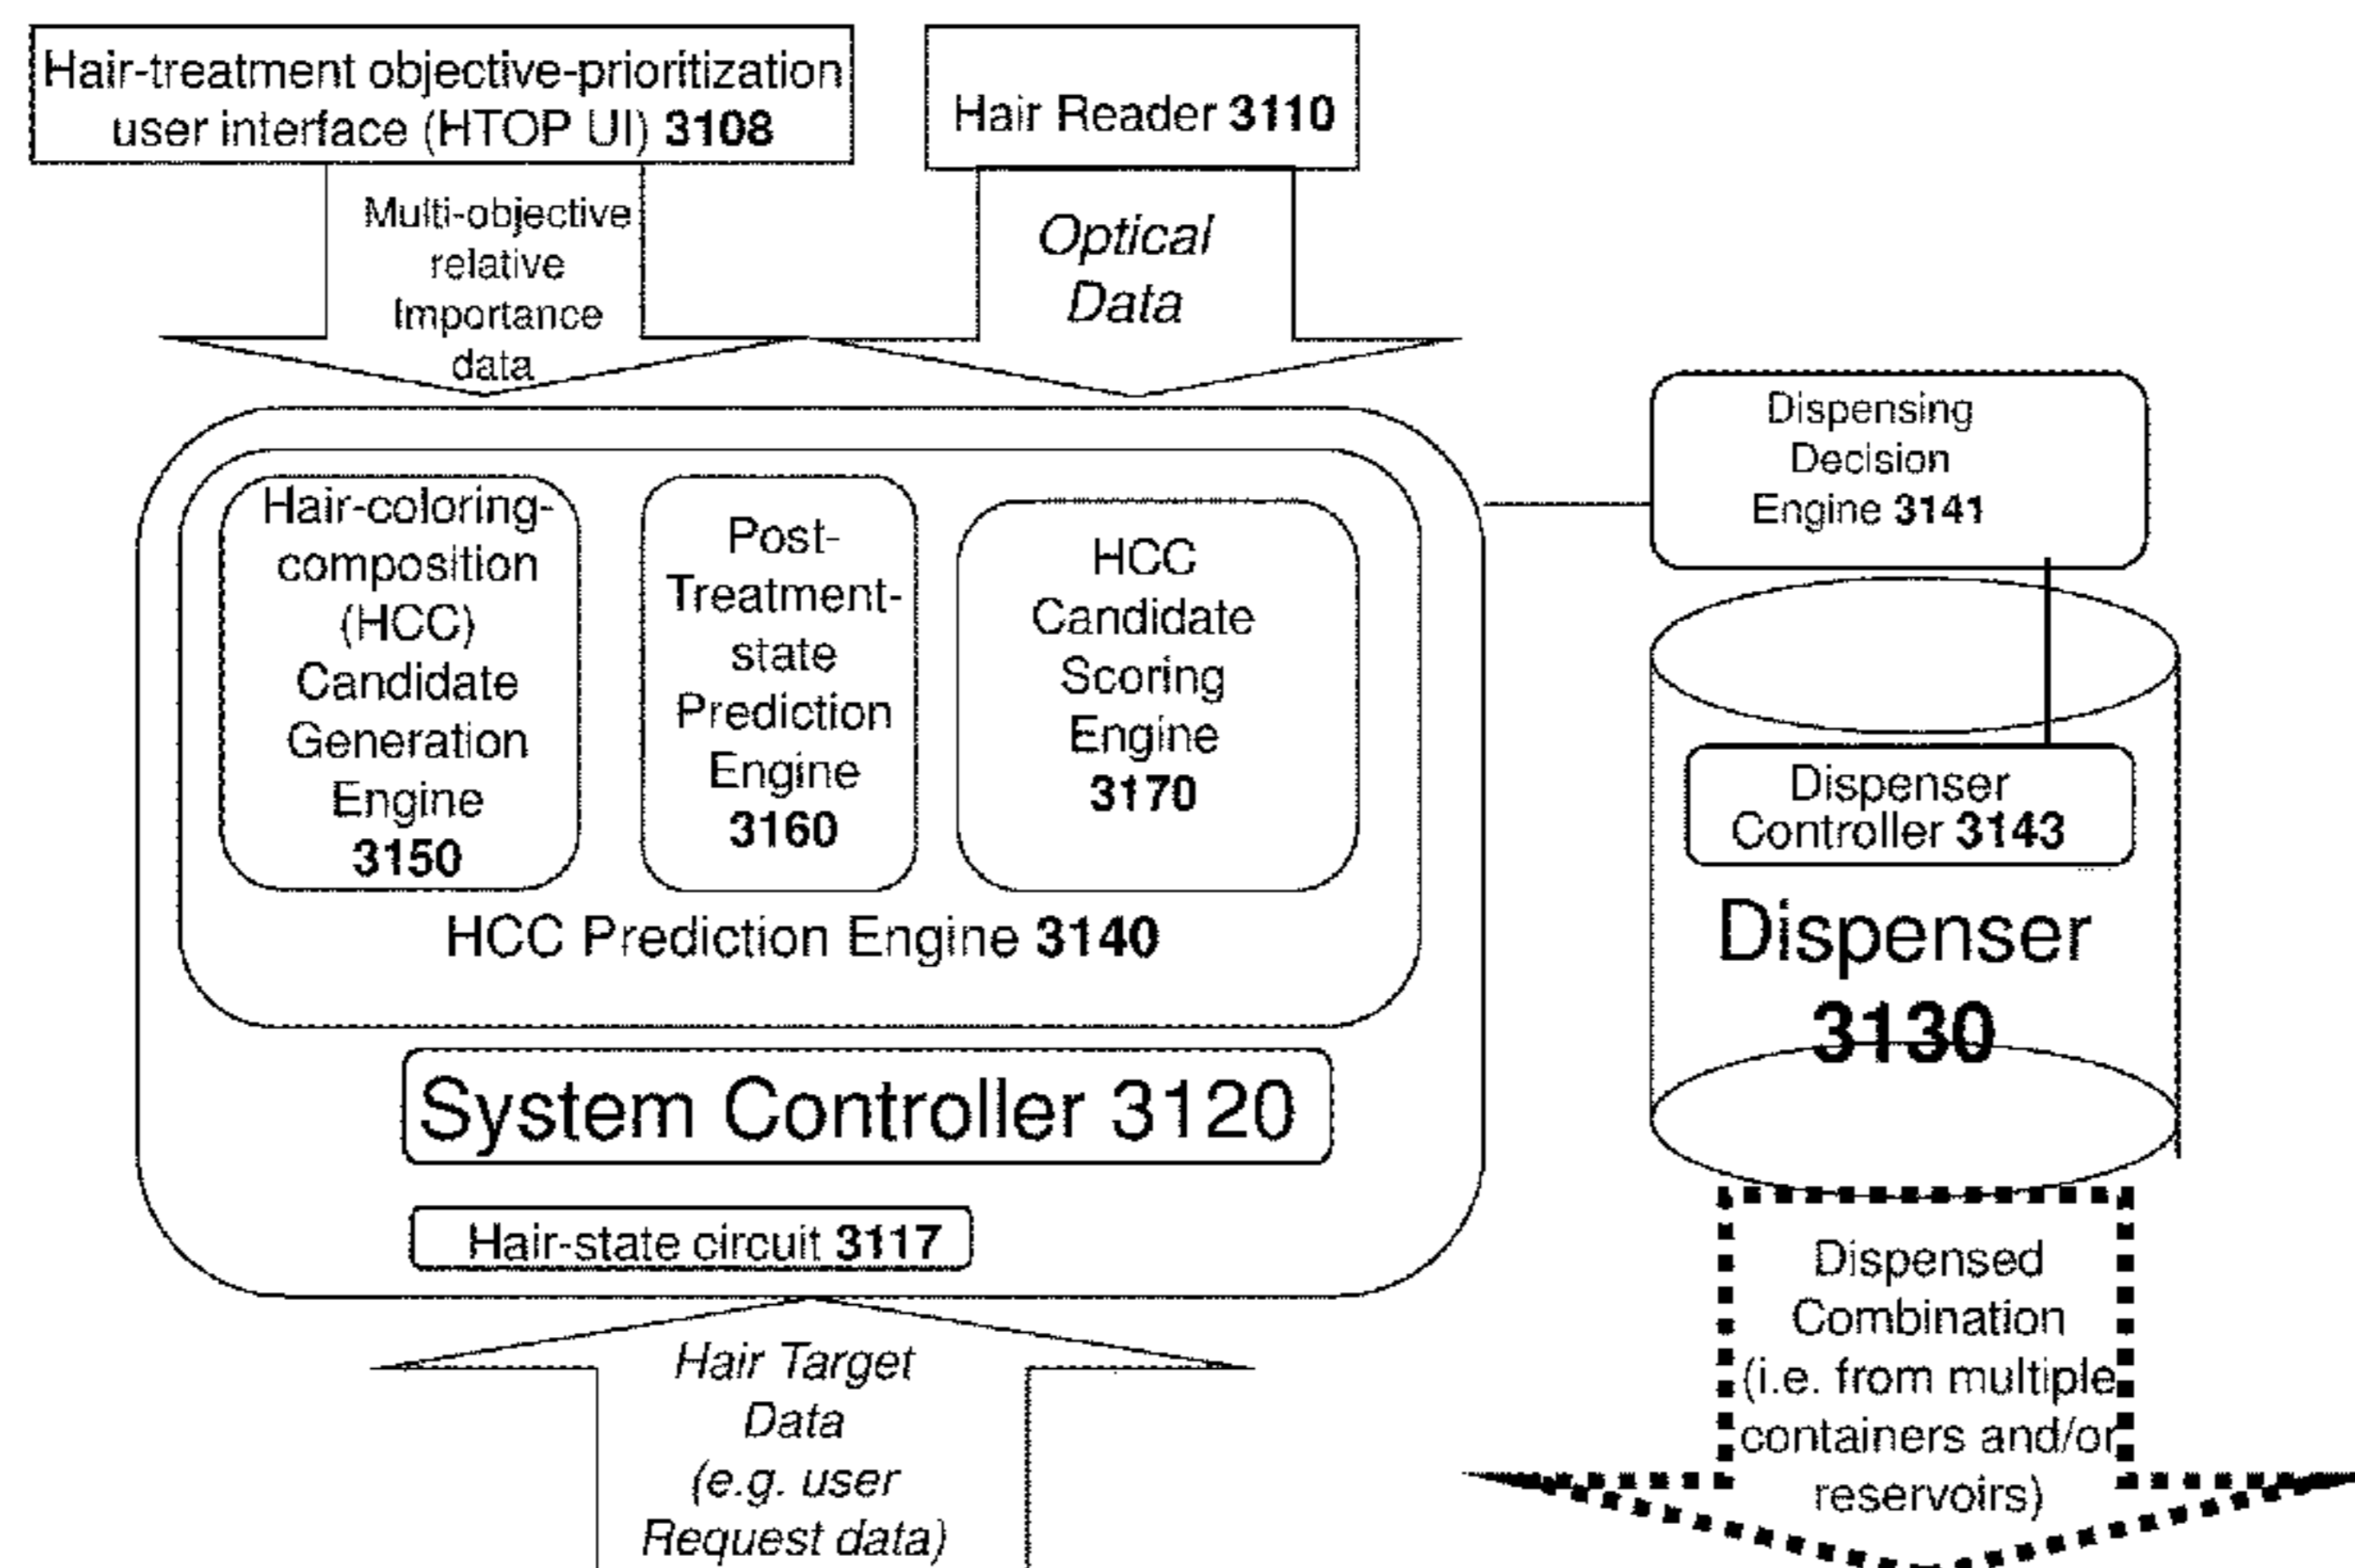 Hair-treatment objective-prioritization
user interface (HTOP UI) 3108
Hair Reader 3110
Multi-objective
relative
Importance
data
Optical
Data
Hair-coloring-
composition
(HCC)
Candidate
Generation
Engine
3150
Post-
Treatment-
state
Prediction
Engine
3160
HCC
Candidate
Scoring
Engine
3170
HCC Prediction Engine 3140
System Controller 3120
Hair-state circuit 3117
Hair Target
Data
(e.g. user
Request data)
Dispensing
Decision
Engine 3141
Dispenser
Controller 3143
Dispenser
3130
Dispensed
Combination
(i.e. from multiple
containers and/or
reservoirs)